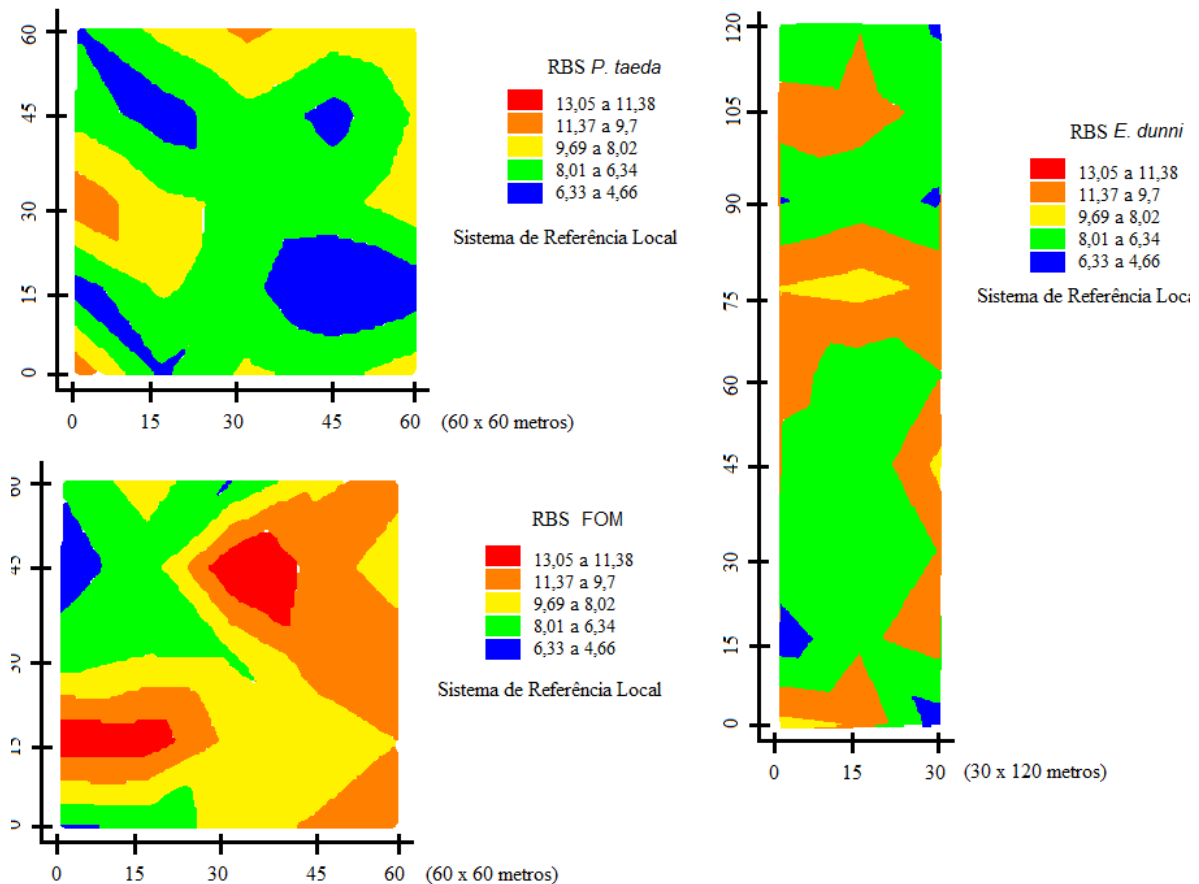 60
45
30
15
0
0 15 30 45 60 (60 x 60 metros)
RBS P. taeda
13,05 a 11,38
11,37 a 9,7
9,69 a 8,02
8,01 a 6,34
6,33 a 4,66
Sistema de Referência Local
45
30
0 15 30 45 60 (60 x 60 metros)
RBS FOM
13,05 a 11,38
11,37 a 9,7
9,69 a 8,02
8,01 a 6,34
6,33 a 4,66
Sistema de Referência Local
120
105
90
75
60
45
30
15
0
0 15 30 (30 x 120 metros)
RBS E. dunni
13,05 a 11,38
11,37 a 9,7
9,69 a 8,02
8,01 a 6,34
6,33 a 4,66
Sistema de Referência Loca